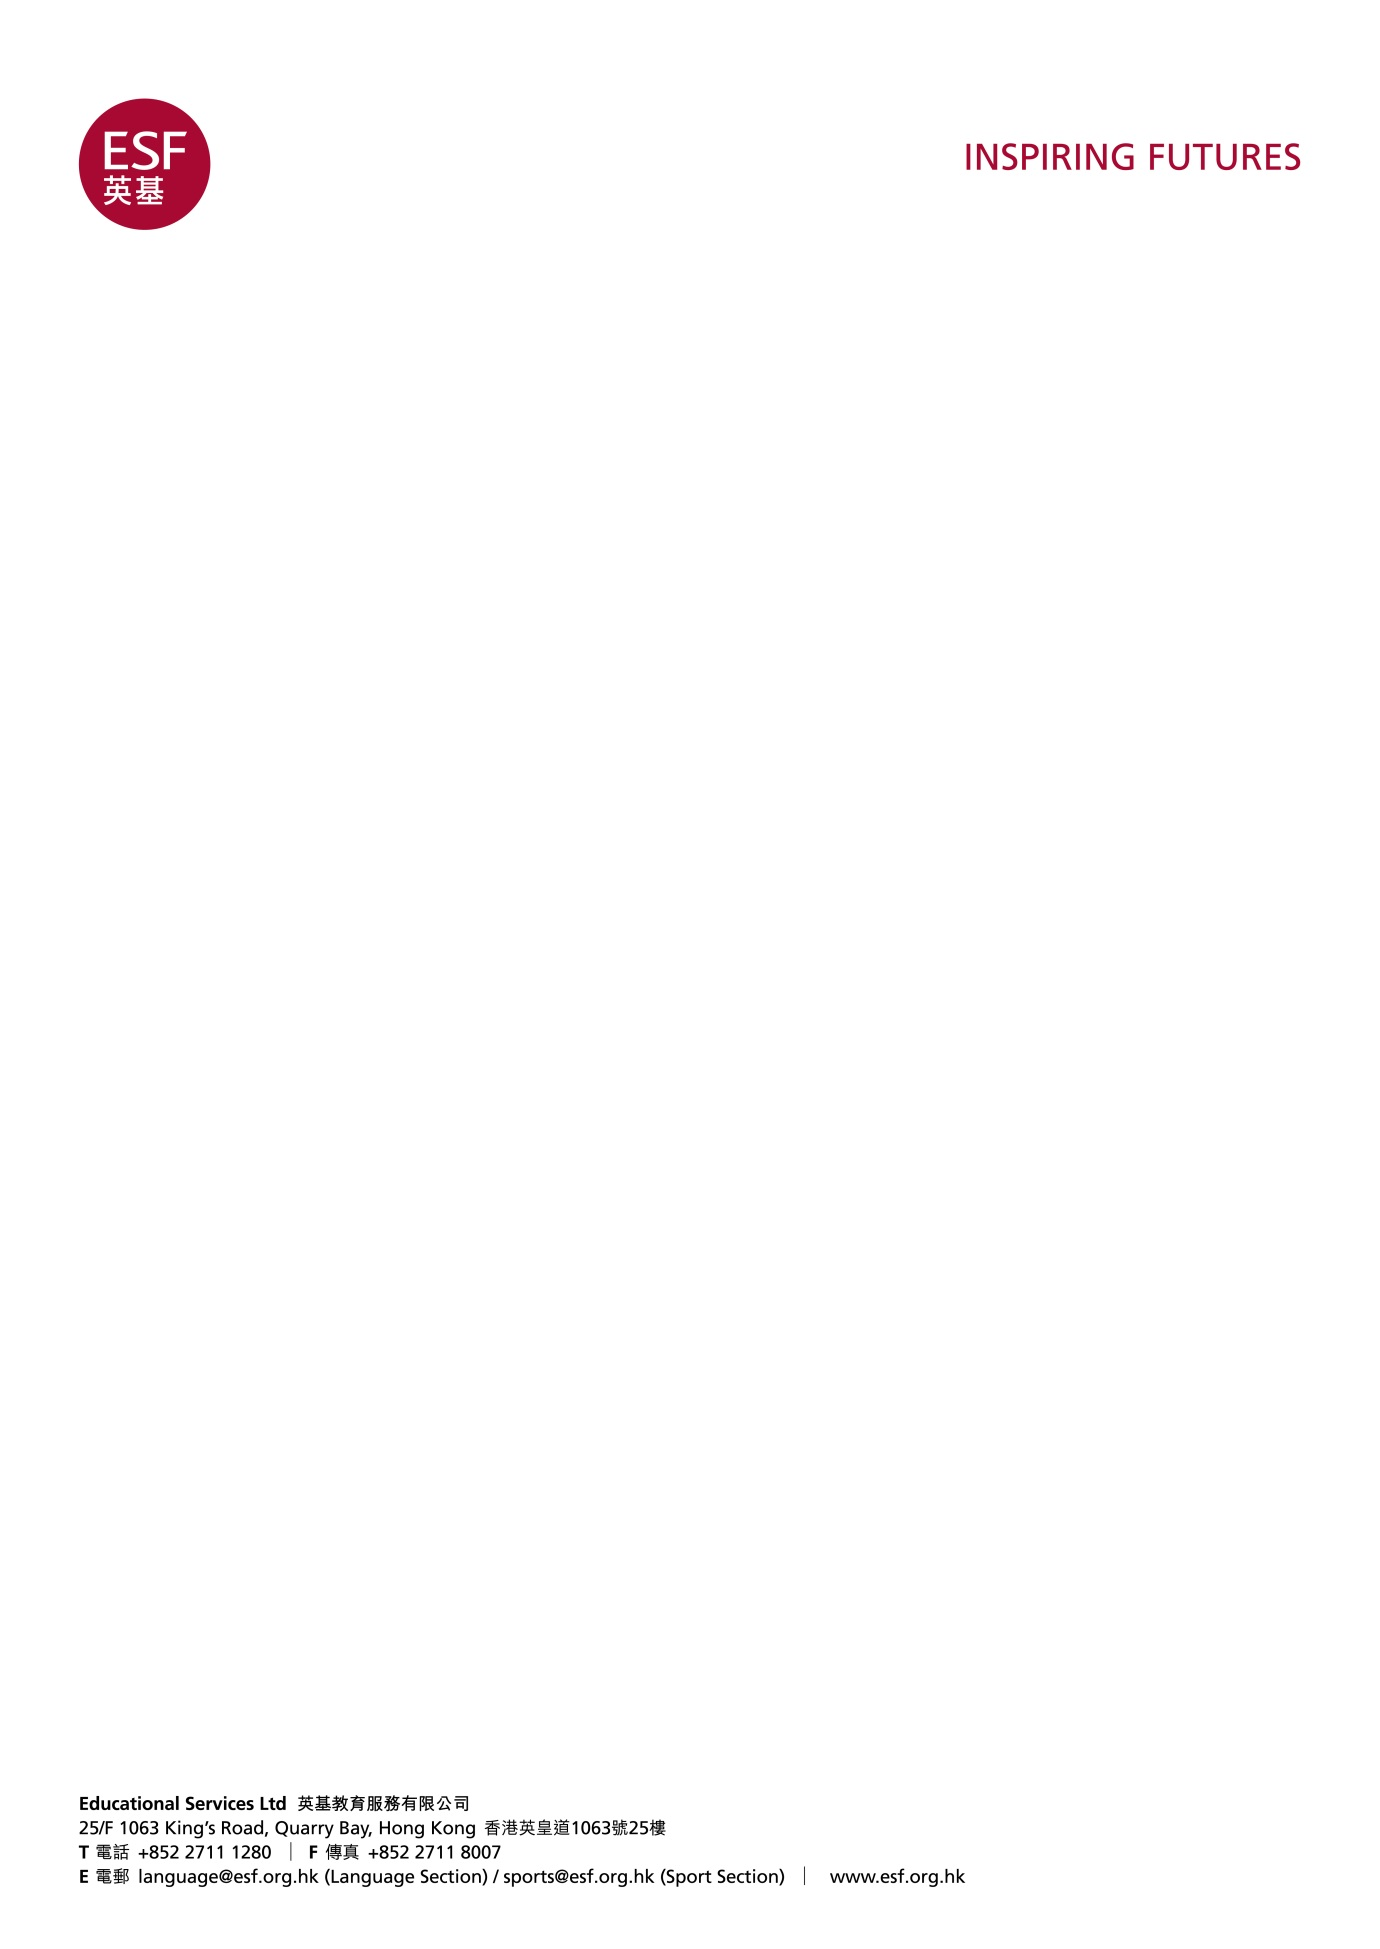 ESF
英基
INSPIRING FUTURES
Educational Services Ltd 英基教育服務有限公司
25/F 1063 King’s Road, Quarry Bay, Hong Kong 香港英皇道1063號25樓
T 電話 +852 2711 1280 | F 傳真 +852 2711 8007
E 電郵 language@esf.org.hk (Language Section) / sports@esf.org.hk (Sport Section) | www.esf.org.hk